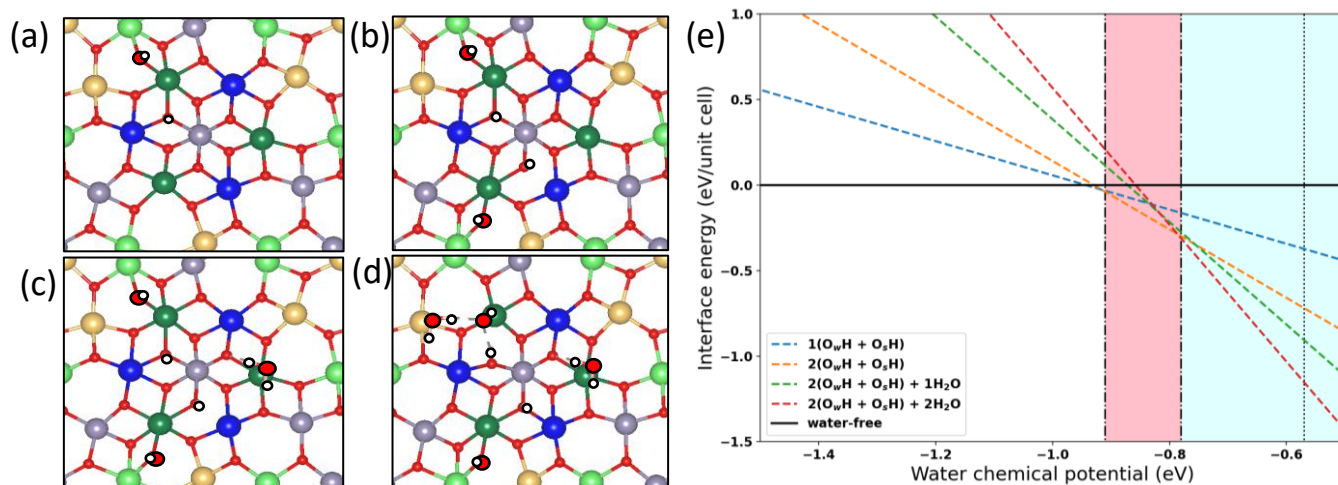 (a)
(b)
(c)
(d)
(e)
1.0
0.5
0.0
−0.5
−1.0
−1.5
Interface energy (eV/unit cell)
1(OwH + OsH)
2(OwH + OsH)
2(OwH + OsH) + 1H2O
2(OwH + OsH) + 2H2O
water-free
−1.4 −1.2 −1.0 −0.8 −0.6
Water chemical potential (eV)